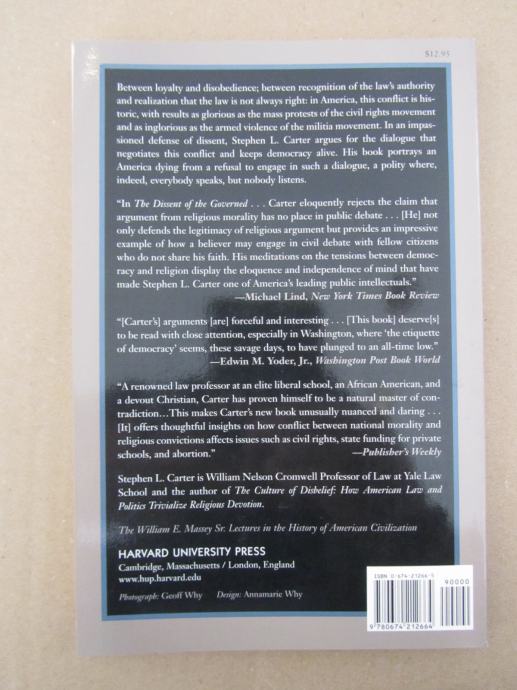 $12.95
Between loyalty and disobedience; between recognition of the law's authority
and realization that the law is not always right: in America, this conflict is his-
toric, with results as glorious as the mass protests of the civil rights movement
and as inglorious as the armed violence of the militia movement. In an impas-
sioned defense of dissent, Stephen L. Carter argues for the dialogue that
negotiates this conflict and keeps democracy alive. His book portrays an
America dying from a refusal to engage in such a dialogue, a polity where,
indeed, everybody speaks, but nobody listens.
“In The Dissent of the Governed . . . Carter eloquently rejects the claim that
argument from religious morality has no place in public debate . . . [He] not
only defends the legitimacy of religious argument but provides an impressive
example of how a believer may engage in civil debate with fellow citizens
who do not share his faith. His meditations on the tensions between democ-
racy and religion display the eloquence and independence of mind that have
made Stephen L. Carter one of America's leading public intellectuals.”
—Michael Lind, New York Times Book Review
“[Carter's] arguments [are] forceful and interesting . . . [This book] deserve[s]
to be read with close attention, especially in Washington, where ‘the etiquette
of democracy’ seems, these savage days, to have plunged to an all-time low.”
—Edwin M. Yoder, Jr., Washington Post Book World
“A renowned law professor at an elite liberal school, an African American, and
a devout Christian, Carter has proven himself to be a natural master of con-
tradiction…This makes Carter's new book unusually nuanced and daring . . .
[It] offers thoughtful insights on how conflict between national morality and
religious convictions affects issues such as civil rights, state funding for private
schools, and abortion.” —Publisher's Weekly
Stephen L. Carter is William Nelson Cromwell Professor of Law at Yale Law
School and the author of The Culture of Disbelief: How American Law and
Politics Trivialize Religious Devotion.
The William E. Massey Sr. Lectures in the History of American Civilization
HARVARD UNIVERSITY PRESS
Cambridge, Massachusetts / London, England
www.hup.harvard.edu
Photograph: Geoff Why Design: Annamarie Why
ISBN 0-674-21266-5
90000
9 780674 212664